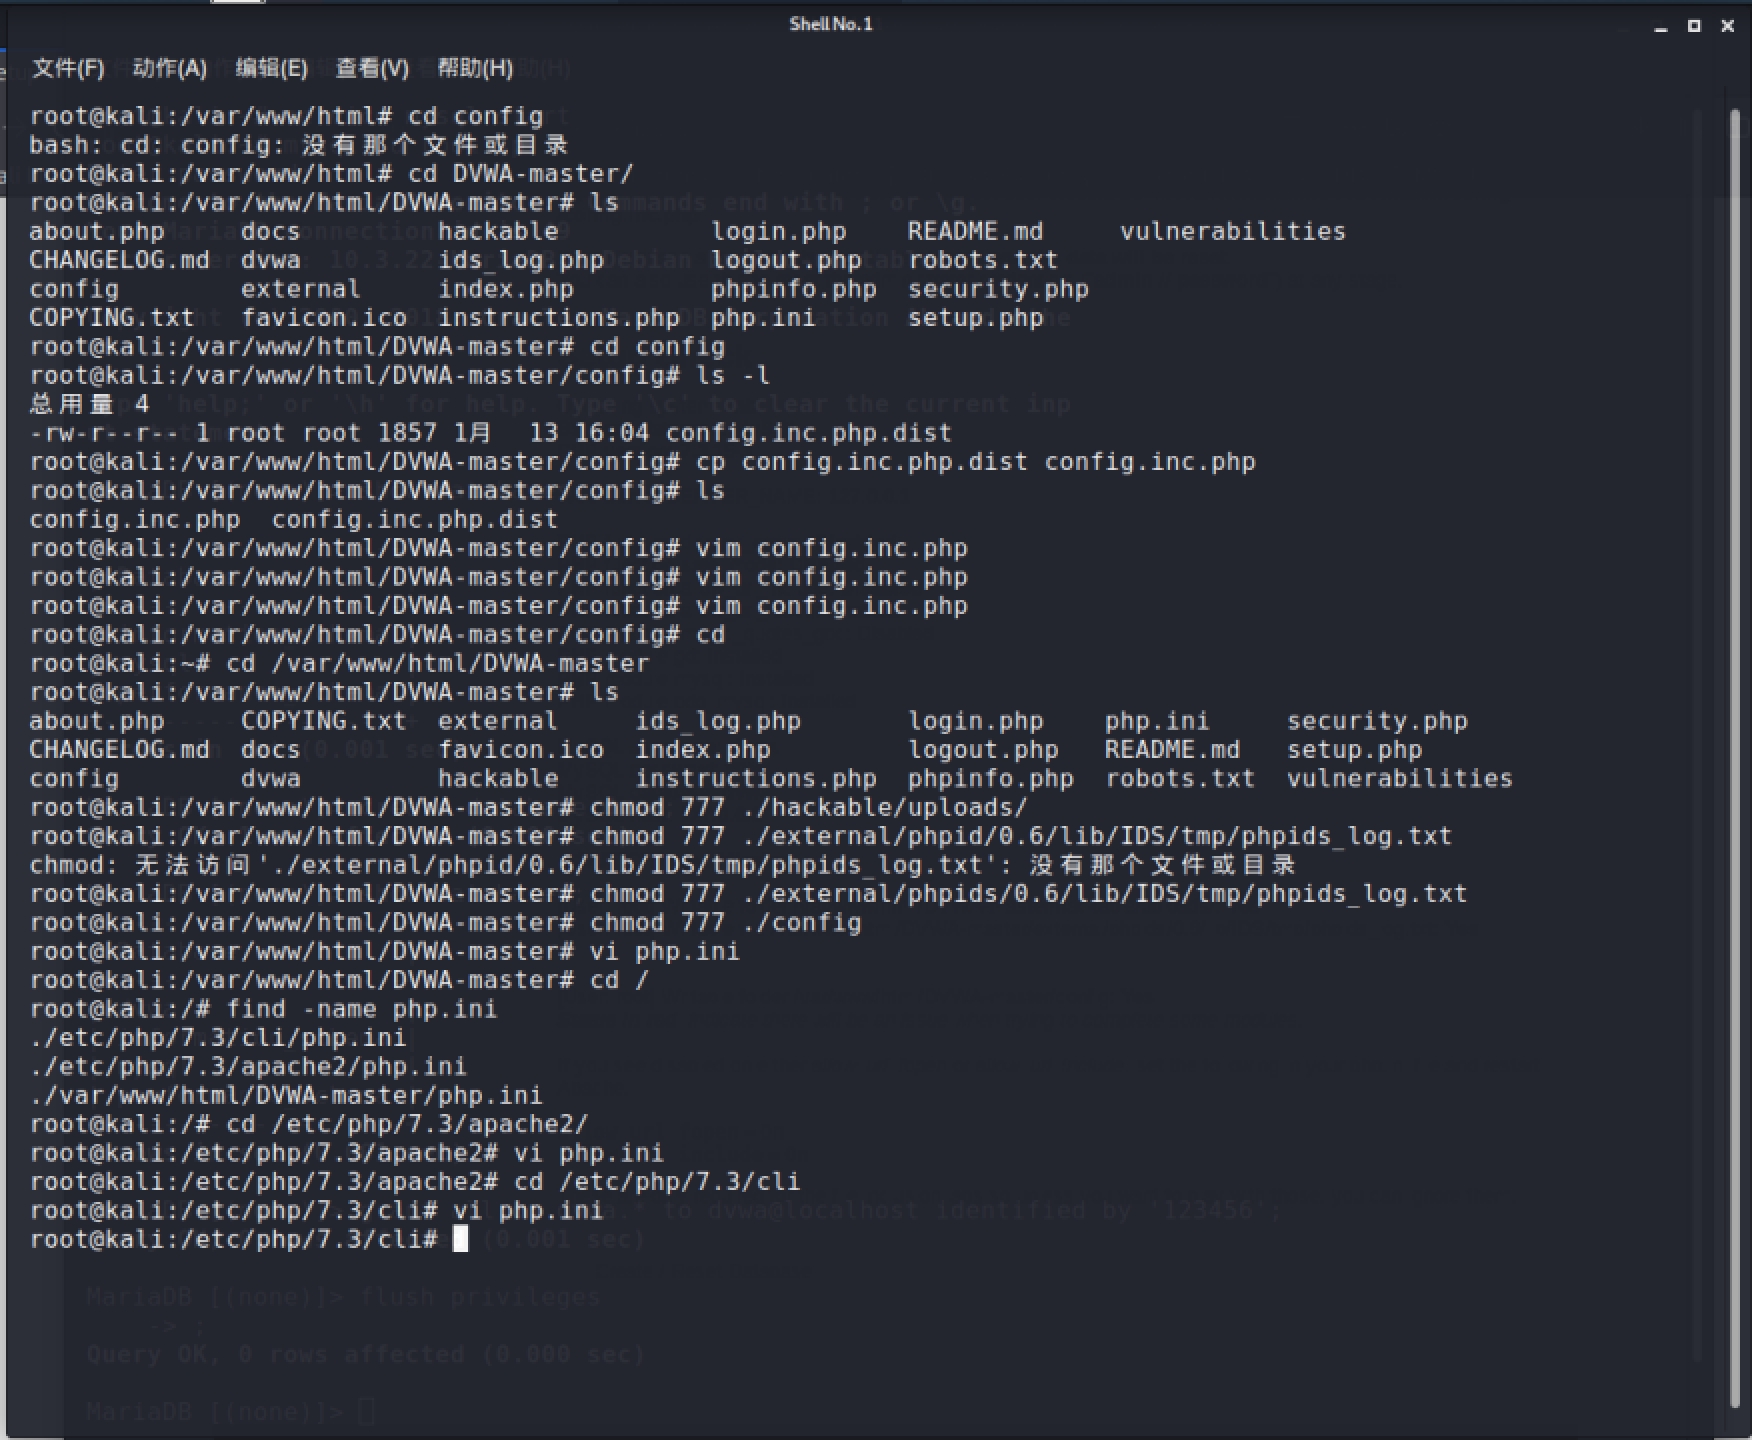 Shell No.1
文件(F) 动作(A) 编辑(E) 查看(V) 帮助(H)
root@kali:/var/www/html# cd config
bash: cd: config: 没有那个文件或目录
root@kali:/var/www/html# cd DVWA-master/
root@kali:/var/www/html/DVWA-master# ls
about.php     docs         hackable          login.php    README.md     vulnerabilities
CHANGELOG.md  dvwa         ids_log.php       logout.php   robots.txt
config        external     index.php         phpinfo.php  security.php
COPYING.txt   favicon.ico  instructions.php  php.ini      setup.php
root@kali:/var/www/html/DVWA-master# cd config
root@kali:/var/www/html/DVWA-master/config# ls -l
总用量 4
-rw-r--r-- 1 root root 1857 1月  13 16:04 config.inc.php.dist
root@kali:/var/www/html/DVWA-master/config# cp config.inc.php.dist config.inc.php
root@kali:/var/www/html/DVWA-master/config# ls
config.inc.php  config.inc.php.dist
root@kali:/var/www/html/DVWA-master/config# vim config.inc.php
root@kali:/var/www/html/DVWA-master/config# vim config.inc.php
root@kali:/var/www/html/DVWA-master/config# vim config.inc.php
root@kali:/var/www/html/DVWA-master/config# cd
root@kali:~# cd /var/www/html/DVWA-master
root@kali:/var/www/html/DVWA-master# ls
about.php     COPYING.txt  external     ids_log.php       login.php    php.ini     security.php
CHANGELOG.md  docs         favicon.ico  index.php         logout.php   README.md   setup.php
config        dvwa         hackable     instructions.php  phpinfo.php  robots.txt  vulnerabilities
root@kali:/var/www/html/DVWA-master# chmod 777 ./hackable/uploads/
root@kali:/var/www/html/DVWA-master# chmod 777 ./external/phpid/0.6/lib/IDS/tmp/phpids_log.txt
chmod: 无法访问'./external/phpid/0.6/lib/IDS/tmp/phpids_log.txt': 没有那个文件或目录
root@kali:/var/www/html/DVWA-master# chmod 777 ./external/phpids/0.6/lib/IDS/tmp/phpids_log.txt
root@kali:/var/www/html/DVWA-master# chmod 777 ./config
root@kali:/var/www/html/DVWA-master# vi php.ini
root@kali:/var/www/html/DVWA-master# cd /
root@kali:/# find -name php.ini
./etc/php/7.3/cli/php.ini
./etc/php/7.3/apache2/php.ini
./var/www/html/DVWA-master/php.ini
root@kali:/# cd /etc/php/7.3/apache2/
root@kali:/etc/php/7.3/apache2# vi php.ini
root@kali:/etc/php/7.3/apache2# cd /etc/php/7.3/cli
root@kali:/etc/php/7.3/cli# vi php.ini
root@kali:/etc/php/7.3/cli#
MariaDB [(none)]> flush privileges
-> ;
Query OK, 0 rows affected (0.000 sec)
MariaDB [(none)]>